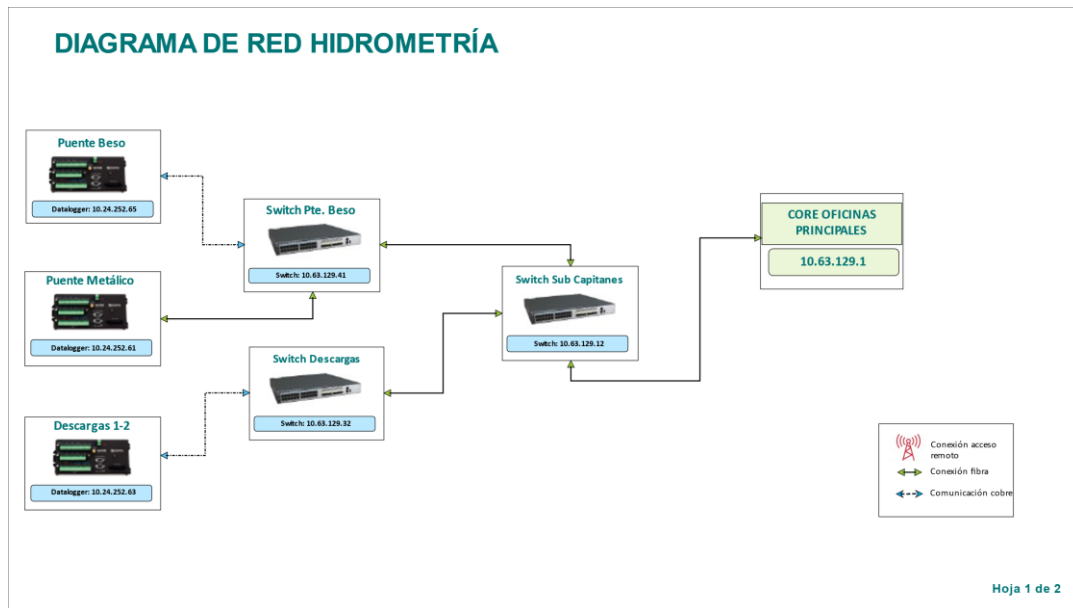 DIAGRAMA DE RED HIDROMETRÍA
Puente Beso
Datalogger: 10.24.252.65
Switch Pte. Beso
Switch: 10.63.129.41
Puente Metálico
Datalogger: 10.24.252.61
Switch Descargas
Switch: 10.63.129.32
Descargas 1-2
Datalogger: 10.24.252.63
Switch Sub Capitanes
Switch: 10.63.129.12
CORE OFICINAS
PRINCIPALES
10.63.129.1
Conexión acceso
remoto
Conexión fibra
Comunicación cobre
Hoja 1 de 2